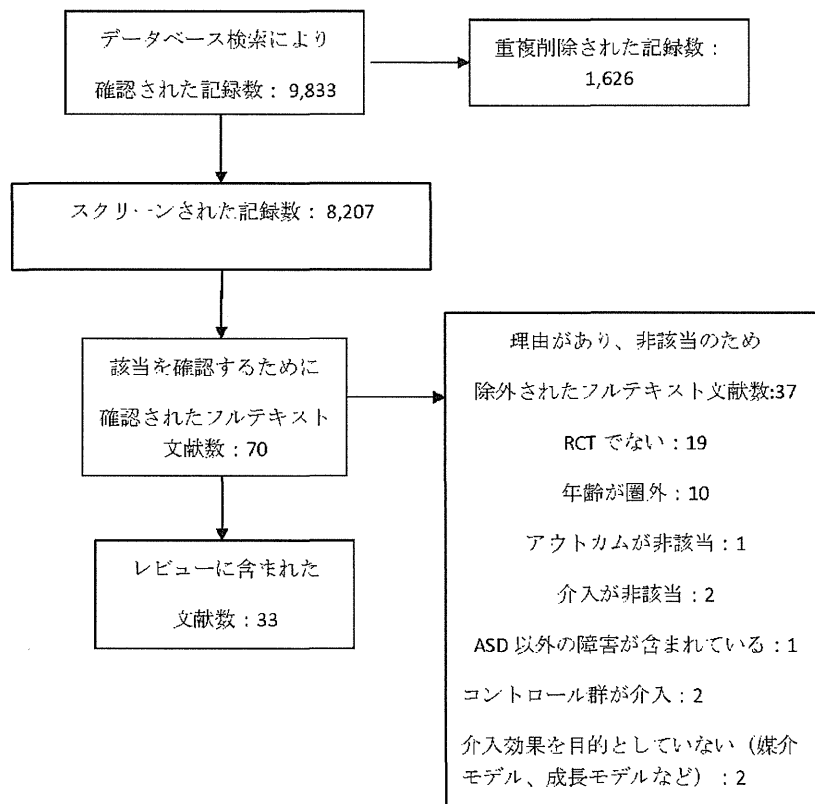 データベース検索により
確認された記録数： 9,833
重複削除された記録数：
1,626
スクリーンされた記録数： 8,207
該当を確認するために
確認されたフルテキスト
文献数：70
レビューに含まれた
文献数：33
理由があり、非該当のため
除外されたフルテキスト文献数:37
RCT でない：19
年齢が圏外：10
アウトカムが非該当：1
介入が非該当：2
ASD 以外の障害が含まれている：1
コントロール群が介入：2
介入効果を目的としていない（媒介
モデル、成長モデルなど）：2